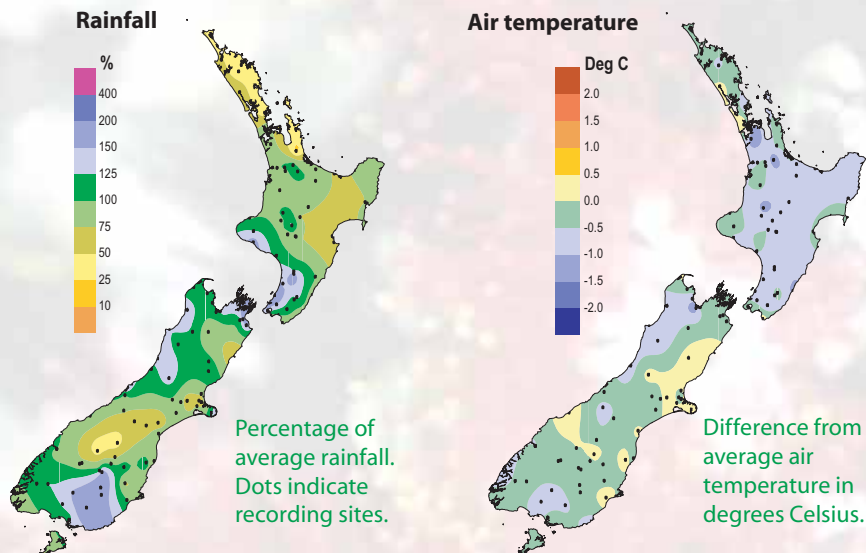 Rainfall
%
400
200
150
125
100
75
50
25
10
Percentage of
average rainfall.
Dots indicate
recording sites.
Air temperature
Deg C
2.0
1.5
1.0
0.5
0.0
-0.5
-1.0
-1.5
-2.0
Difference from
average air
temperature in
degrees Celsius.